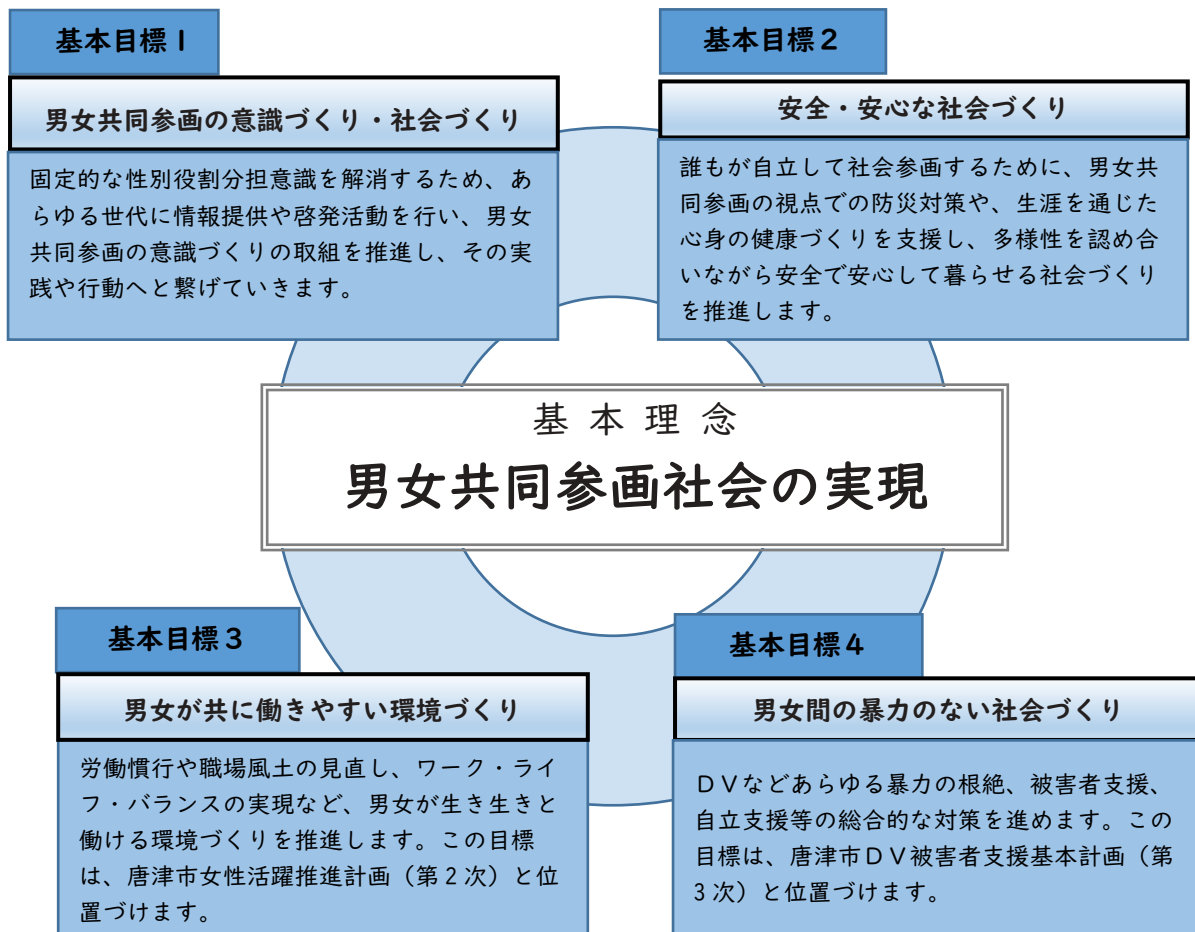 基本目標１
男女共同参画の意識づくり・社会づくり
固定的な性別役割分担意識を解消するため、あ
らゆる世代に情報提供や啓発活動を行い、男女
共同参画の意識づくりの取組を推進し、その実
践や行動へと繋げていきます。
基本目標２
安全・安心な社会づくり
誰もが自立して社会参画するために、男女共
同参画の視点での防災対策や、生涯を通じた
心身の健康づくりを支援し、多様性を認め合
いながら安全で安心して暮らせる社会づくり
を推進します。
基本理念
男女共同参画社会の実現
基本目標３
男女が共に働きやすい環境づくり
労働慣行や職場風土の見直し、ワーク・ライ
フ・バランスの実現など、男女が生き生きと
働ける環境づくりを推進します。この目標
は、唐津市女性活躍推進計画（第２次）と位
置づけます。
基本目標４
男女間の暴力のない社会づくり
ＤＶなどあらゆる暴力の根絶、被害者支援、
自立支援等の総合的な対策を進めます。この
目標は、唐津市ＤＶ被害者支援基本計画（第
３次）と位置づけます。